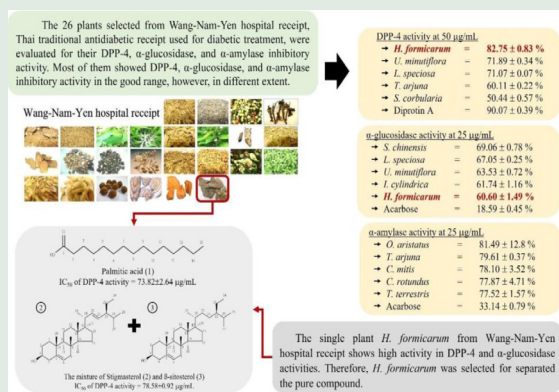 The 26 plants selected from Wang-Nam-Yen hospital receipt,
Thai traditional antidiabetic receipt used for diabetic treatment, were
evaluated for their DPP-4, α-glucosidase, and α-amylase inhibitory
activity. Most of them showed DPP-4, α-glucosidase, and α-amylase
inhibitory activity in the good range, however, in different extent.
Wang-Nam-Yen hospital receipt
Palmitic acid (1)
IC50 of DPP-4 activity = 73.82±2.64 μg/mL
2
3
The mixture of Stigmasterol (2) and β-sitosterol (3)
IC50 of DPP-4 activity = 78.58±0.92 μg/mL
DPP-4 activity at 50 μg/mL
➔ H. formicarum = 82.75 ± 0.83 %
➔ U. minutiflora = 71.89 ± 0.34 %
➔ L. speciosa = 71.07 ± 0.07 %
➔ T. arjuna = 60.11 ± 0.22 %
➔ S. corbularia = 50.44 ± 0.57 %
➔ Diprotin A = 90.07 ± 0.39 %
α-glucosidase activity at 25 μg/mL
➔ S. chinensis = 69.06 ± 0.78 %
➔ L. speciosa = 67.05 ± 0.25 %
➔ U. minutiflora = 63.53 ± 0.72 %
➔ I. cylindrica = 61.74 ± 1.16 %
➔ H. formicarum = 60.60 ± 1.49 %
➔ Acarbose = 18.59 ± 0.45 %
α-amylase activity at 25 μg/mL
➔ O. aristatus = 81.49 ± 12.8 %
➔ T. arjuna = 79.61 ± 0.37 %
➔ C. mitis = 78.10 ± 3.52 %
➔ C. rotundus = 77.87 ± 4.71 %
➔ T. terrestris = 77.52 ± 1.57 %
➔ Acarbose = 33.14 ± 0.79 %
The single plant H. formicarum from Wang-Nam-Yen
hospital receipt shows high activity in DPP-4 and α-glucosidase
activities. Therefore, H. formicarum was selected for separated
the pure compound.